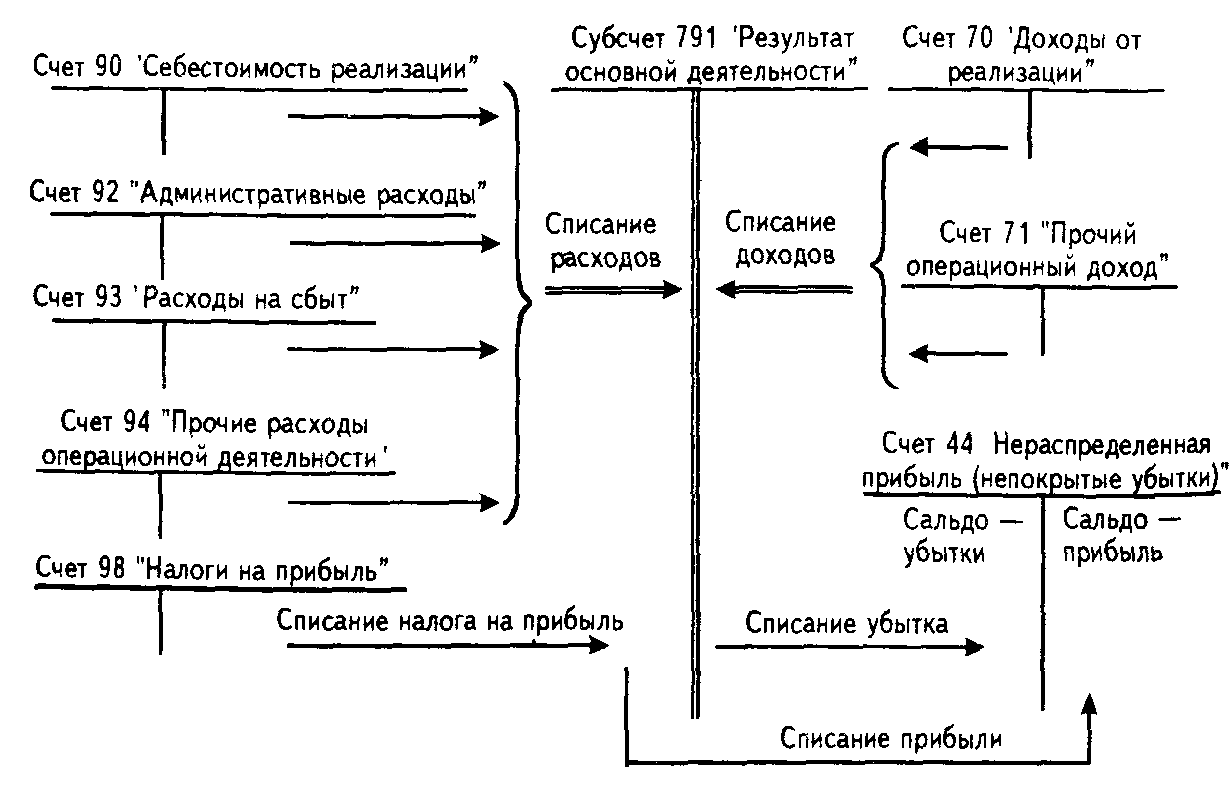 Счет 90 'Себестоимость реализации"
Счет 92 "Административные расходы"
Счет 93 'Расходы на сбыт"
Счет 94 "Прочие расходы
операционной деятельности'
Счет 98 "Налоги на прибыль"
Списание налога на прибыль
Субсчет 791 'Результат
основной деятельности"
Списание
расходов
Списание
доходов
Счет 70 'Доходы от
реализации"
Счет 71 "Прочий
операционный доход"
Счет 44 Нераспределенная
прибыль (непокрытые убытки)"
Сальдо —
убытки
Сальдо —
прибыль
Списание убытка
Списание прибыли